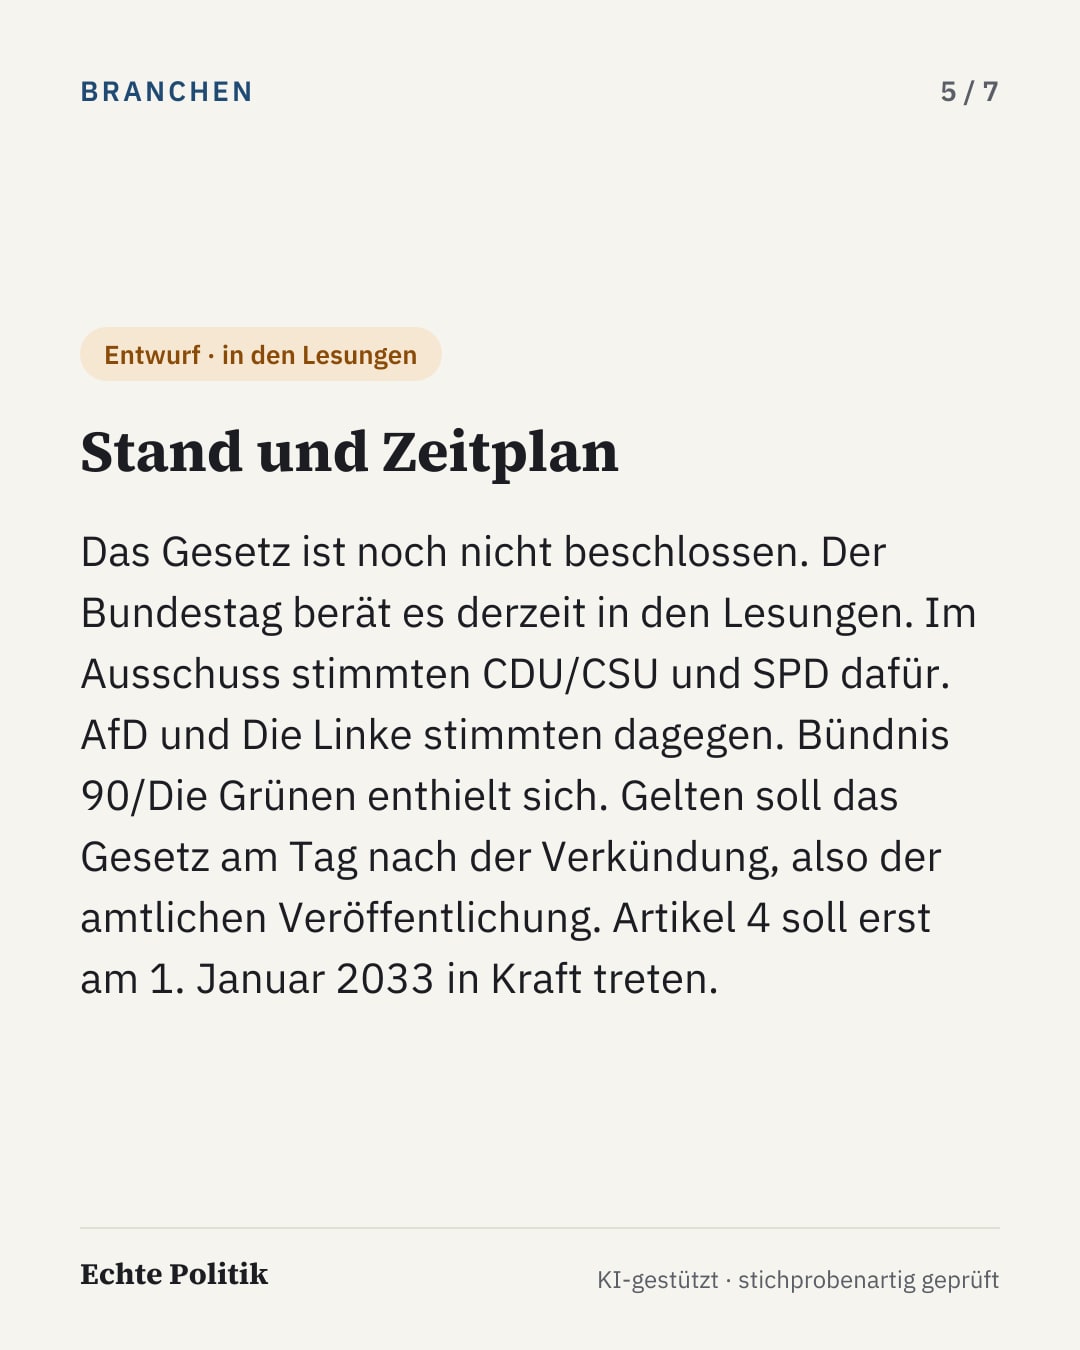 BRANCHEN
5 / 7
Entwurf · in den Lesungen
Stand und Zeitplan
Das Gesetz ist noch nicht beschlossen. Der
Bundestag berät es derzeit in den Lesungen. Im
Ausschuss stimmten CDU/CSU und SPD dafür.
AfD und Die Linke stimmten dagegen. Bündnis
90/Die Grünen enthielt sich. Gelten soll das
Gesetz am Tag nach der Verkündung, also der
amtlichen Veröffentlichung. Artikel 4 soll erst
am 1. Januar 2033 in Kraft treten.
Echte Politik
KI-gestützt · stichprobenartig geprüft